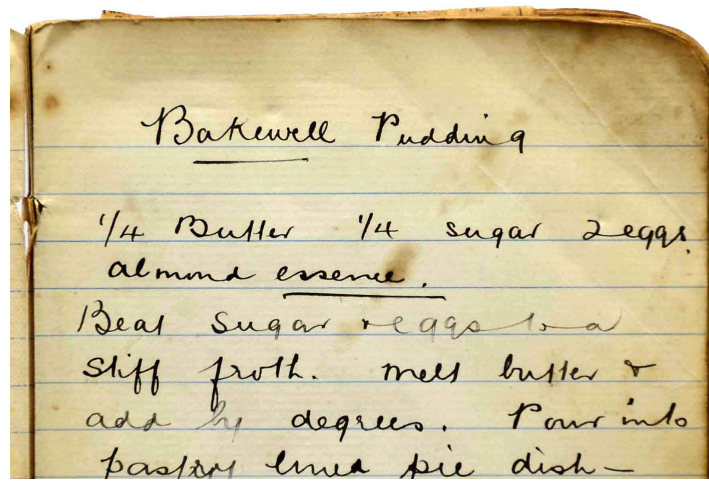 Bakewell Pudding
1/4 Butter 1/4 sugar 2 eggs.
almond essence.
Beat sugar & eggs to a
stiff froth. melt butter &
add by degrees. Pour into
pastry lined pie dish—